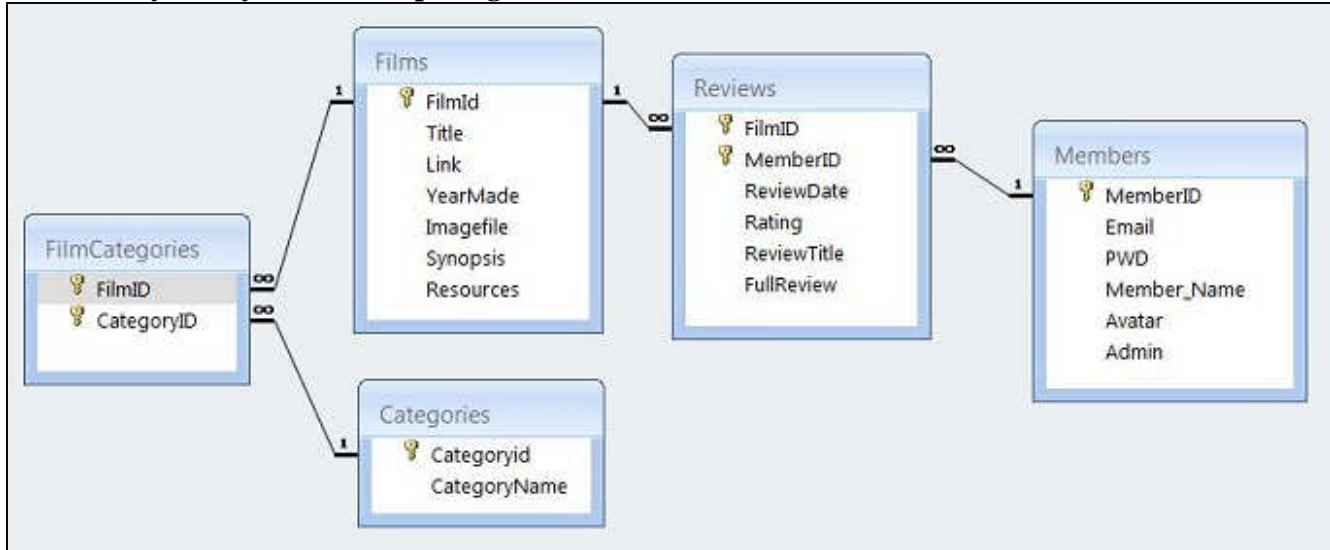 Films
FilmId
Title
Link
YearMade
Imagefile
Synopsis
Resources
Reviews
FilmID
MemberID
ReviewDate
Rating
ReviewTitle
FullReview
Members
MemberID
Email
PWD
Member_Name
Avatar
Admin
FilmCategories
FilmID
CategoryID
Categories
Categoryid
CategoryName
1
∞
1
∞
∞
1
∞
1